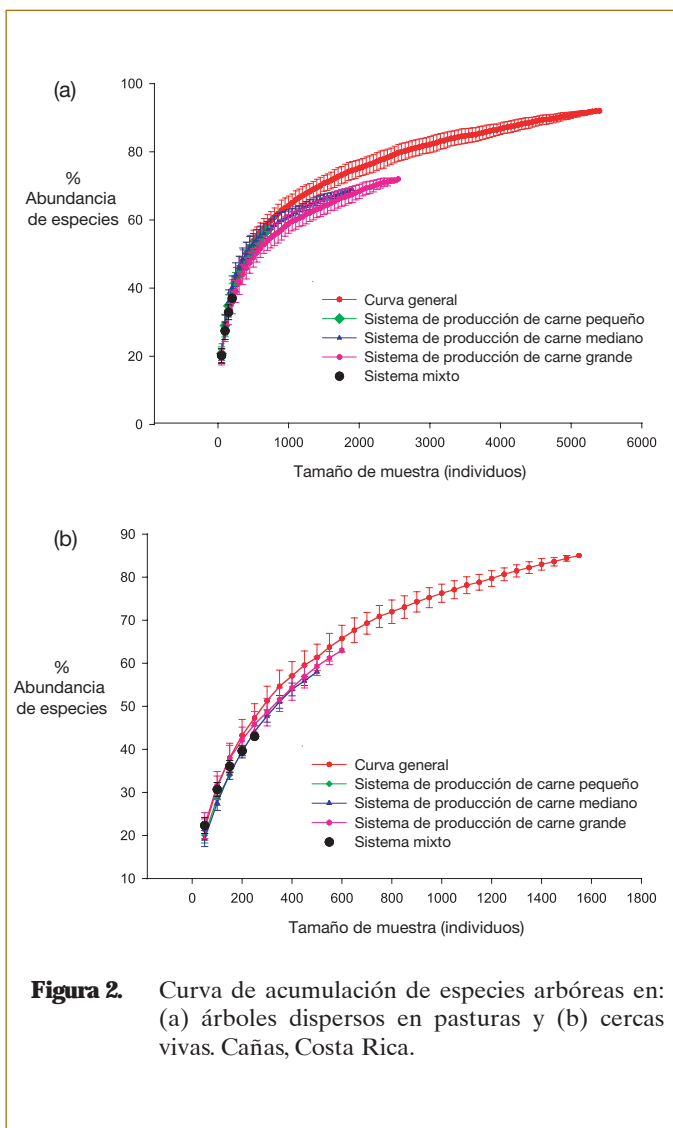 (a)
100
80
60
40
20
0
%
Abundancia
de especies
Curva general
Sistema de producción de carne pequeño
Sistema de producción de carne mediano
Sistema de producción de carne grande
Sistema mixto
0 1000 2000 3000 4000 5000 6000
Tamaño de muestra (individuos)
(b)
90
80
70
60
50
40
30
20
10
%
Abundancia
de especies
Curva general
Sistema de producción de carne pequeño
Sistema de producción de carne mediano
Sistema de producción de carne grande
Sistema mixto
0 200 400 600 800 1000 1200 1400 1600 1800
Tamaño de muestra (individuos)
Figura 2. Curva de acumulación de especies arbóreas en:
(a) árboles dispersos en pasturas y (b) cercas
vivas. Cañas, Costa Rica.